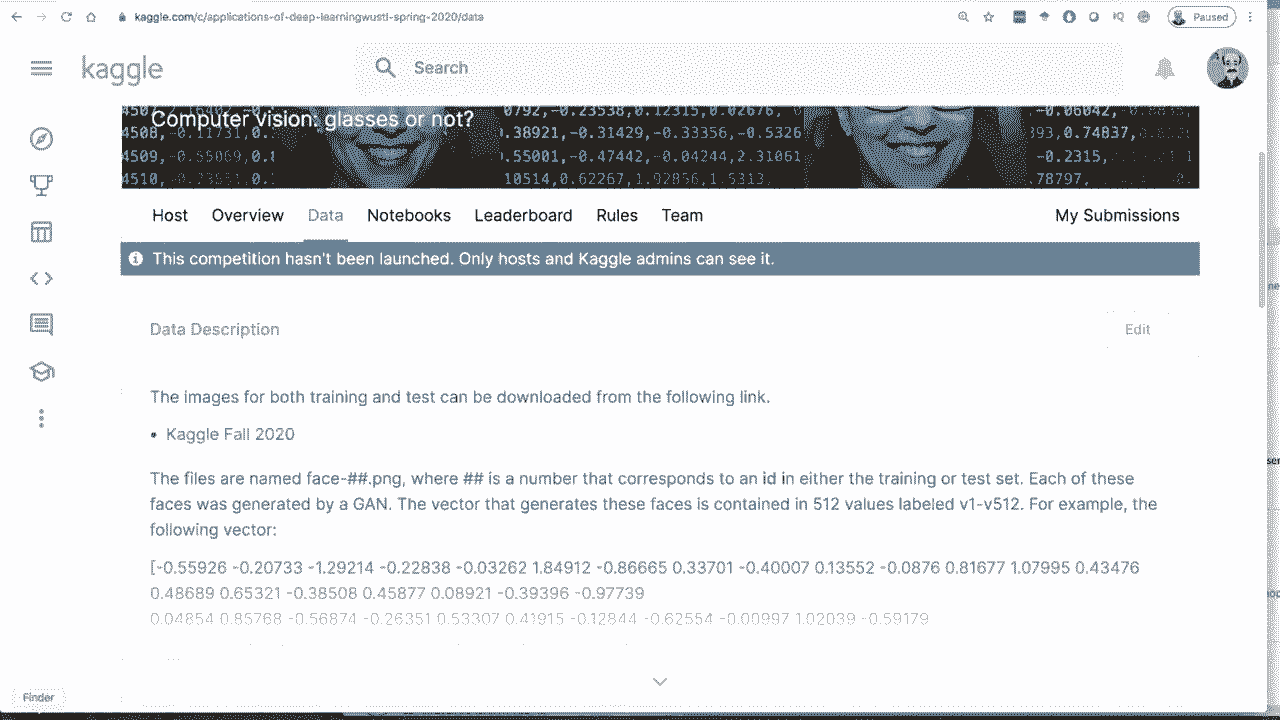 kaggle.com/c/applications-of-deep-learningwustl-spring-2020/data
Paused
kaggle
Search
Computer vision: glasses or not?
4508,-0.11731,0.
4509,-0.55069,0.
4510,
0792,-0.23538,0.12315,0.02676,
.38921,-0.31429,-0.33356,-0.5326
.55001,-0.47442,-0.04244,2.31061
10514,0.62267,1.92856,1.5313,
-0.06042,
393,0.74837,
-0.2315,
.78797,
Host Overview Data Notebooks Leaderboard Rules Team My Submissions
This competition hasn't been launched. Only hosts and Kaggle admins can see it.
Data Description Edit
The images for both training and test can be downloaded from the following link.
• Kaggle Fall 2020
The files are named face-##.png, where ## is a number that corresponds to an id in either the training or test set. Each of these
faces was generated by a GAN. The vector that generates these faces is contained in 512 values labeled v1-v512. For example, the
following vector:
[-0.55926 -0.20733 -1.29214 -0.22838 -0.03262 1.84912 -0.86665 0.33701 -0.40007 0.13552 -0.0876 0.81677 1.07995 0.43476
0.48689 0.65321 -0.38508 0.45877 0.08921 -0.39396 -0.97739
0.04854 0.85768 -0.56874 -0.26351 0.53307 0.41915 -0.12844 -0.62554 -0.00997 1.02039 -0.59179
Finder